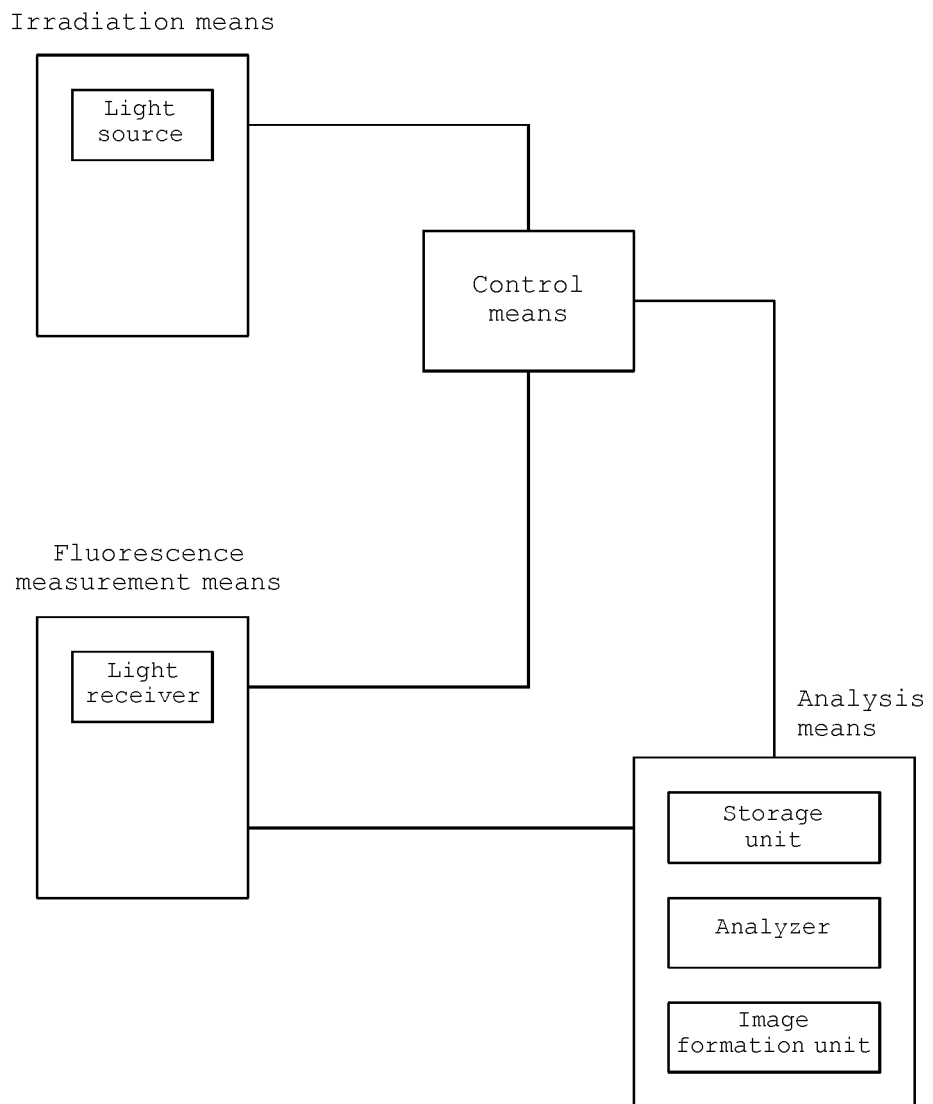 Irradiation means
Light
source
Control
means
Fluorescence
measurement means
Light
receiver
Analysis
means
Storage
unit
Analyzer
Image
formation unit